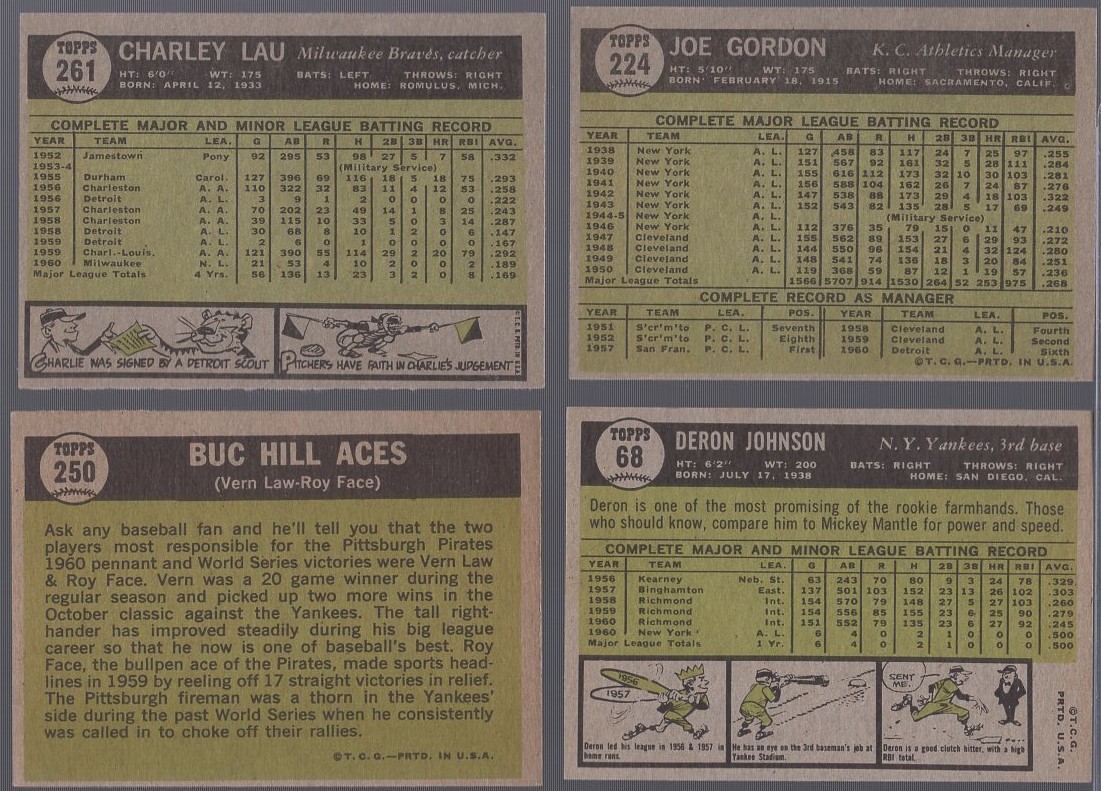 TOPPS
261
CHARLEY LAU Milwaukee Braves, catcher
HT: 6'0" WT: 175 BATS: LEFT THROWS: RIGHT
BORN: APRIL 12, 1933 HOME: ROMULUS, MICH.
COMPLETE MAJOR AND MINOR LEAGUE BATTING RECORD
YEAR TEAM LEA. G AB R H 2B 3B HR RBI AVG.
1952 Jamestown Pony 92 295 53 98 27 5 7 58 .332
1953-4 (Military Service)
1955 Durham Carol. 127 396 69 116 18 5 18 75 .293
1956 Charleston A. A. 110 322 32 83 11 4 12 53 .258
1956 Detroit A. L. 3 9 1 2 0 0 0 0 .222
1957 Charleston A. A. 70 202 23 49 14 1 8 25 .243
1958 Charleston A. A. 39 115 10 33 5 0 3 14 .287
1958 Detroit A. L. 30 68 8 10 1 2 0 6 .147
1959 Detroit A. L. 2 6 0 1 0 0 0 0 .167
1959 Charl.-Louis. A. A. 121 390 55 114 29 2 20 79 .292
1960 Milwaukee N. L. 21 53 4 10 2 0 0 2 .189
Major League Totals 4 Yrs. 56 136 13 23 3 2 0 8 .169
CHARLIE WAS SIGNED BY A DETROIT SCOUT
PITCHERS HAVE FAITH IN CHARLIE'S JUDGEMENT
TOPPS
224
JOE GORDON K. C. Athletics Manager
HT: 5'10" WT: 175 BATS: RIGHT THROWS: RIGHT
BORN: FEBRUARY 18, 1915 HOME: SACRAMENTO, CALIF.
COMPLETE MAJOR LEAGUE BATTING RECORD
YEAR TEAM LEA. G AB R H 2B 3B HR RBI AVG.
1938 New York A. L. 127 458 83 117 24 7 25 97 .255
1939 New York A. L. 151 567 92 161 32 5 28 111 .284
1940 New York A. L. 155 616 112 173 32 10 30 103 .281
1941 New York A. L. 156 588 104 162 26 7 24 87 .276
1942 New York A. L. 147 538 88 173 29 4 18 103 .322
1943 New York A. L. 152 543 82 135 28 5 17 69 .249
1944-5 New York A. L. (Military Service)
1946 New York A. L. 112 376 35 79 15 0 11 47 .210
1947 Cleveland A. L. 155 562 89 153 27 6 29 93 .272
1948 Cleveland A. L. 144 550 96 154 21 4 32 124 .280
1949 Cleveland A. L. 148 541 74 136 18 3 20 84 .251
1950 Cleveland A. L. 119 368 59 87 12 1 19 57 .236
Major League Totals 1566 5707 914 1530 264 52 253 975 .268
COMPLETE RECORD AS MANAGER
YEAR TEAM LEA. POS. YEAR TEAM LEA. POS.
1951 S'cr'm'to P. C. L. Seventh 1958 Cleveland A. L. Fourth
1952 S'cr'm'to P. C. L. Eighth 1959 Cleveland A. L. Second
1957 San Fran. P. C. L. First 1960 Detroit A. L. Sixth
©T.C.G.—PRTD. IN U.S.A.
TOPPS
250
BUC HILL ACES
(Vern Law-Roy Face)
Ask any baseball fan and he'll tell you that the two
players most responsible for the Pittsburgh Pirates
1960 pennant and World Series victories were Vern Law
& Roy Face. Vern was a 20 game winner during the
regular season and picked up two more wins in the
October classic against the Yankees. The tall right-
hander has improved steadily during his big league
career so that he now is one of baseball's best. Roy
Face, the bullpen ace of the Pirates, made sports head-
lines in 1959 by reeling off 17 straight victories in relief.
The Pittsburgh fireman was a thorn in the Yankees'
side during the past World Series when he consistently
was called in to choke off their rallies.
©T.C.G.—PRTD. IN U.S.A.
TOPPS
68
DERON JOHNSON N. Y. Yankees, 3rd base
HT: 6'2" WT: 200 BATS: RIGHT THROWS: RIGHT
BORN: JULY 17, 1938 HOME: SAN DIEGO, CAL.
Deron is one of the most promising of the rookie farmhands. Those
who should know, compare him to Mickey Mantle for power and speed.
COMPLETE MAJOR AND MINOR LEAGUE BATTING RECORD
YEAR TEAM LEA. G AB R H 2B 3B HR RBI AVG.
1956 Kearney Neb. St. 63 243 70 80 9 3 24 78 .329
1957 Binghamton East. 137 501 103 152 23 13 26 102 .303
1958 Richmond Int. 154 570 79 148 27 5 27 103 .260
1959 Richmond Int. 154 556 85 155 23 6 25 90 .279
1960 Richmond Int. 151 552 79 135 23 6 27 92 .245
1960 New York A. L. 6 4 0 2 1 0 0 0 .500
Major League Totals 1 Yr. 6 4 0 2 1 0 0 0 .500
1956
1957
Deron led his league in 1956 & 1957 in
home runs.
He has an eye on the 3rd baseman's job at
Yankee Stadium.
SENT
ME.
Deron is a good clutch hitter, with a high
RBI total.
©T.C.G.
PRTD. U.S.A.